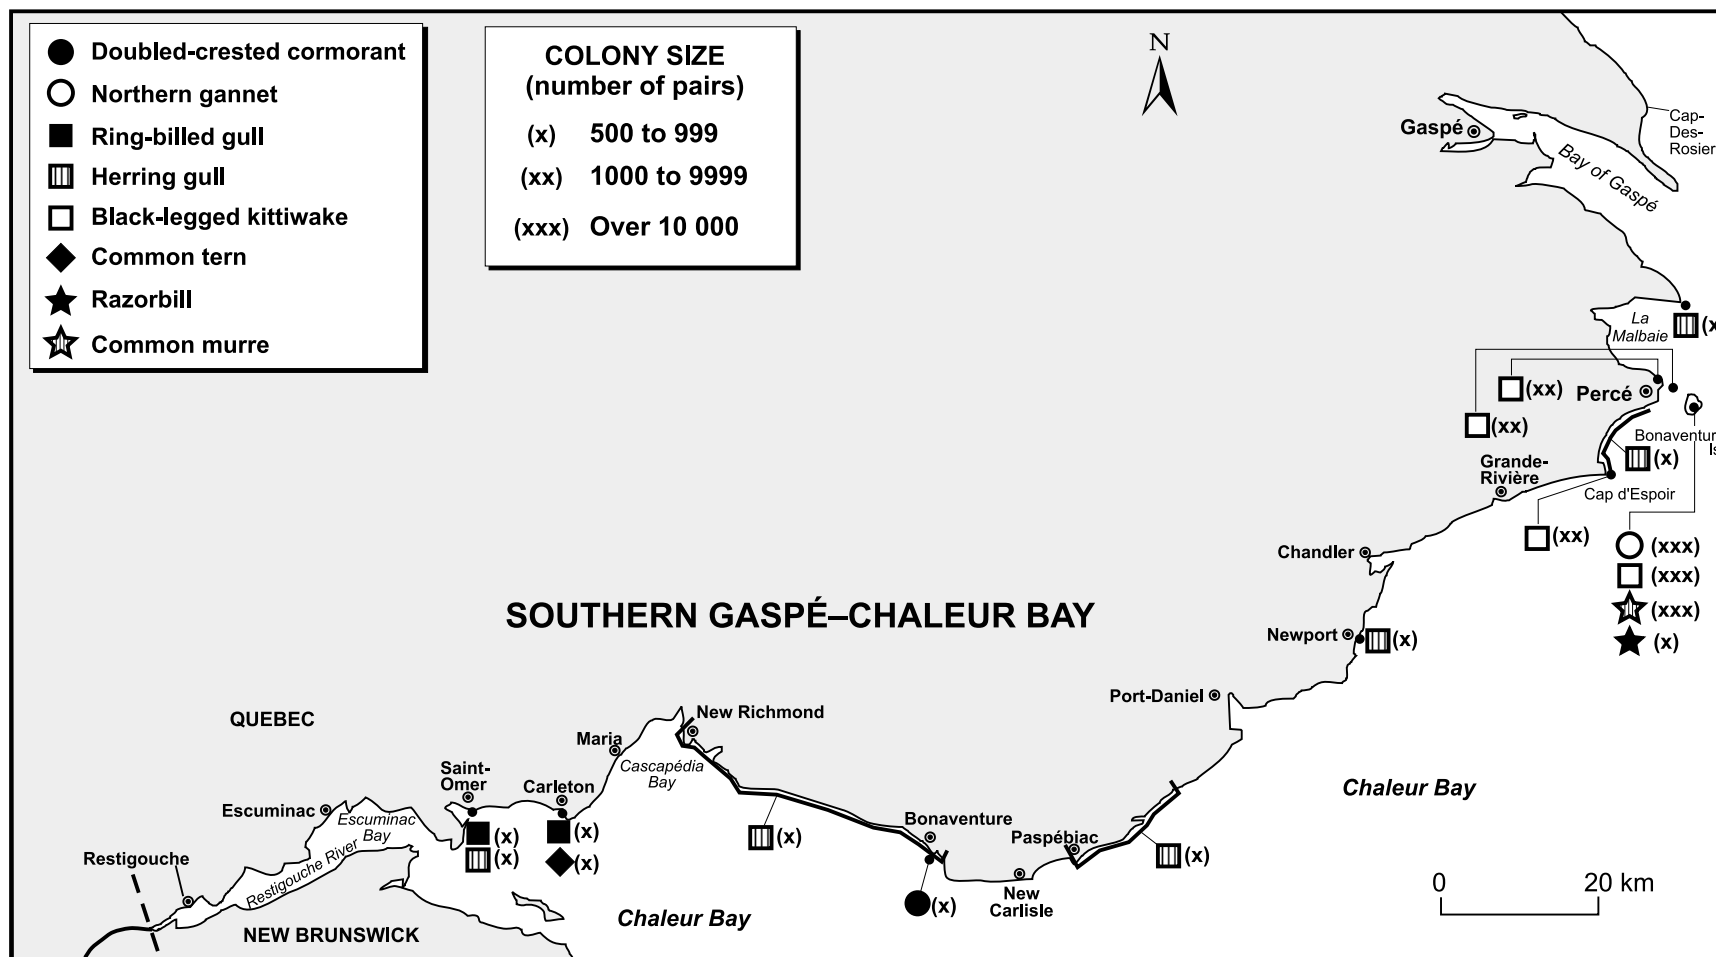 Doubled-crested cormorant
Northern gannet
Ring-billed gull
Herring gull
Black-legged kittiwake
Common tern
Razorbill
Common murre
COLONY SIZE
(number of pairs)
(x) 500 to 999
(xx) 1000 to 9999
(xxx) Over 10 000
N
Gaspé
Cap-
Des-
Rosier
Bay of Gaspé
La
Malbaie
(x
(xx)
Percé
(xx)
Bonaventur
Is
(x)
Grande-
Rivière
Cap d'Espoir
(xx)
(xxx)
(xxx)
(xxx)
(x)
Chandler
SOUTHERN GASPÉ–CHALEUR BAY
Newport
(x)
Port-Daniel
QUEBEC
New Richmond
Maria
Cascapédia
Bay
Saint-
Omer
Carleton
Chaleur Bay
Escuminac
Escuminac
Bay
Bonaventure
Paspébiac
(x)
(x)
(x)
(x)
(x)
(x)
Restigouche
Restigouche River
New
Carlisle
(x)
0 20 km
Chaleur Bay
NEW BRUNSWICK